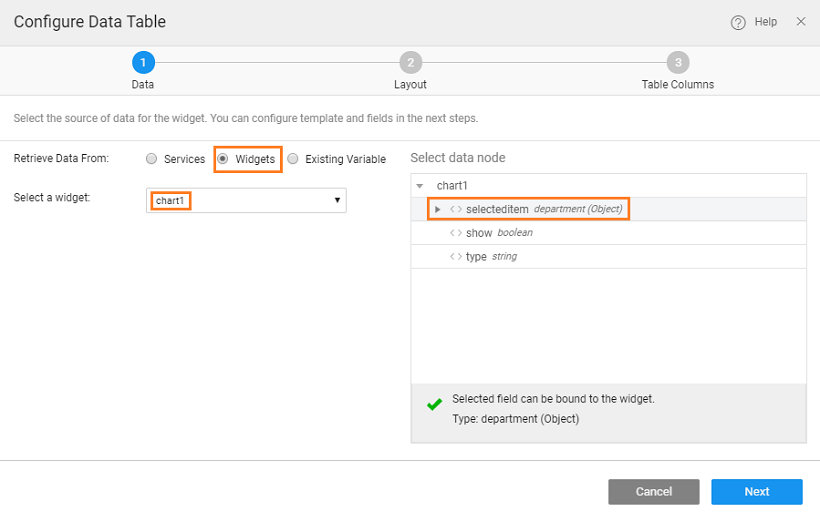 Configure Data Table
? Help ×
1 2 3
Data Layout Table Columns
Select the source of data for the widget. You can configure template and fields in the next steps.
Retrieve Data From: Services Widgets Existing Variable
Select a widget: chart1
Select data node
chart1
selecteditem department (Object)
show boolean
type string
Selected field can be bound to the widget.
Type: department (Object)
Cancel Next